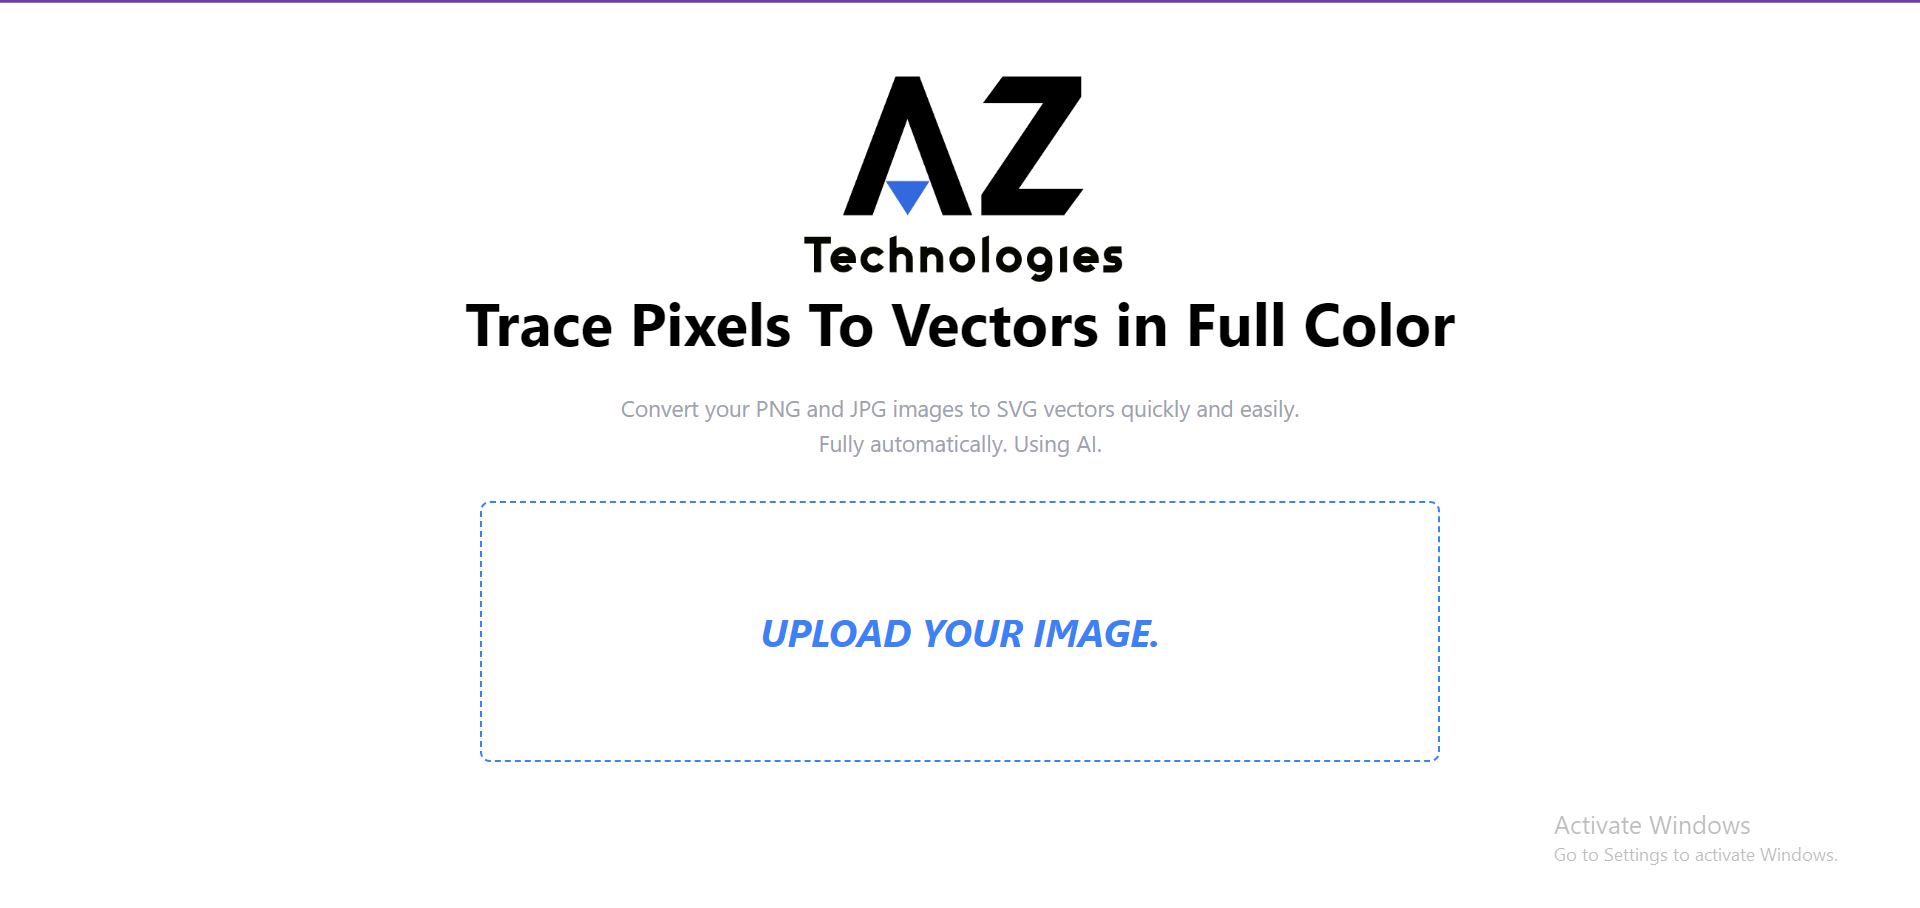 AZ
Technologies
Trace Pixels To Vectors in Full Color
Convert your PNG and JPG images to SVG vectors quickly and easily.
Fully automatically. Using AI.
UPLOAD YOUR IMAGE.
Activate Windows
Go to Settings to activate Windows.